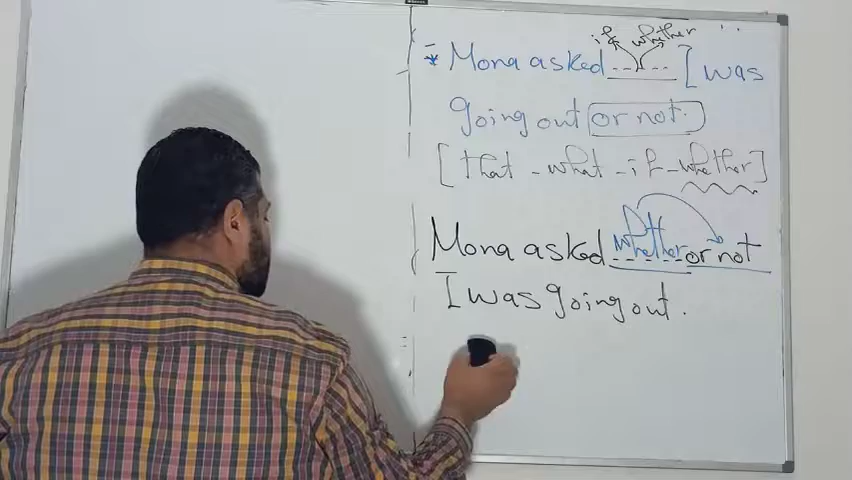 if whether
* Mona asked ------ I was
going out or not.
[that - what - if - whether]
Mona asked whether or not
I was going out.